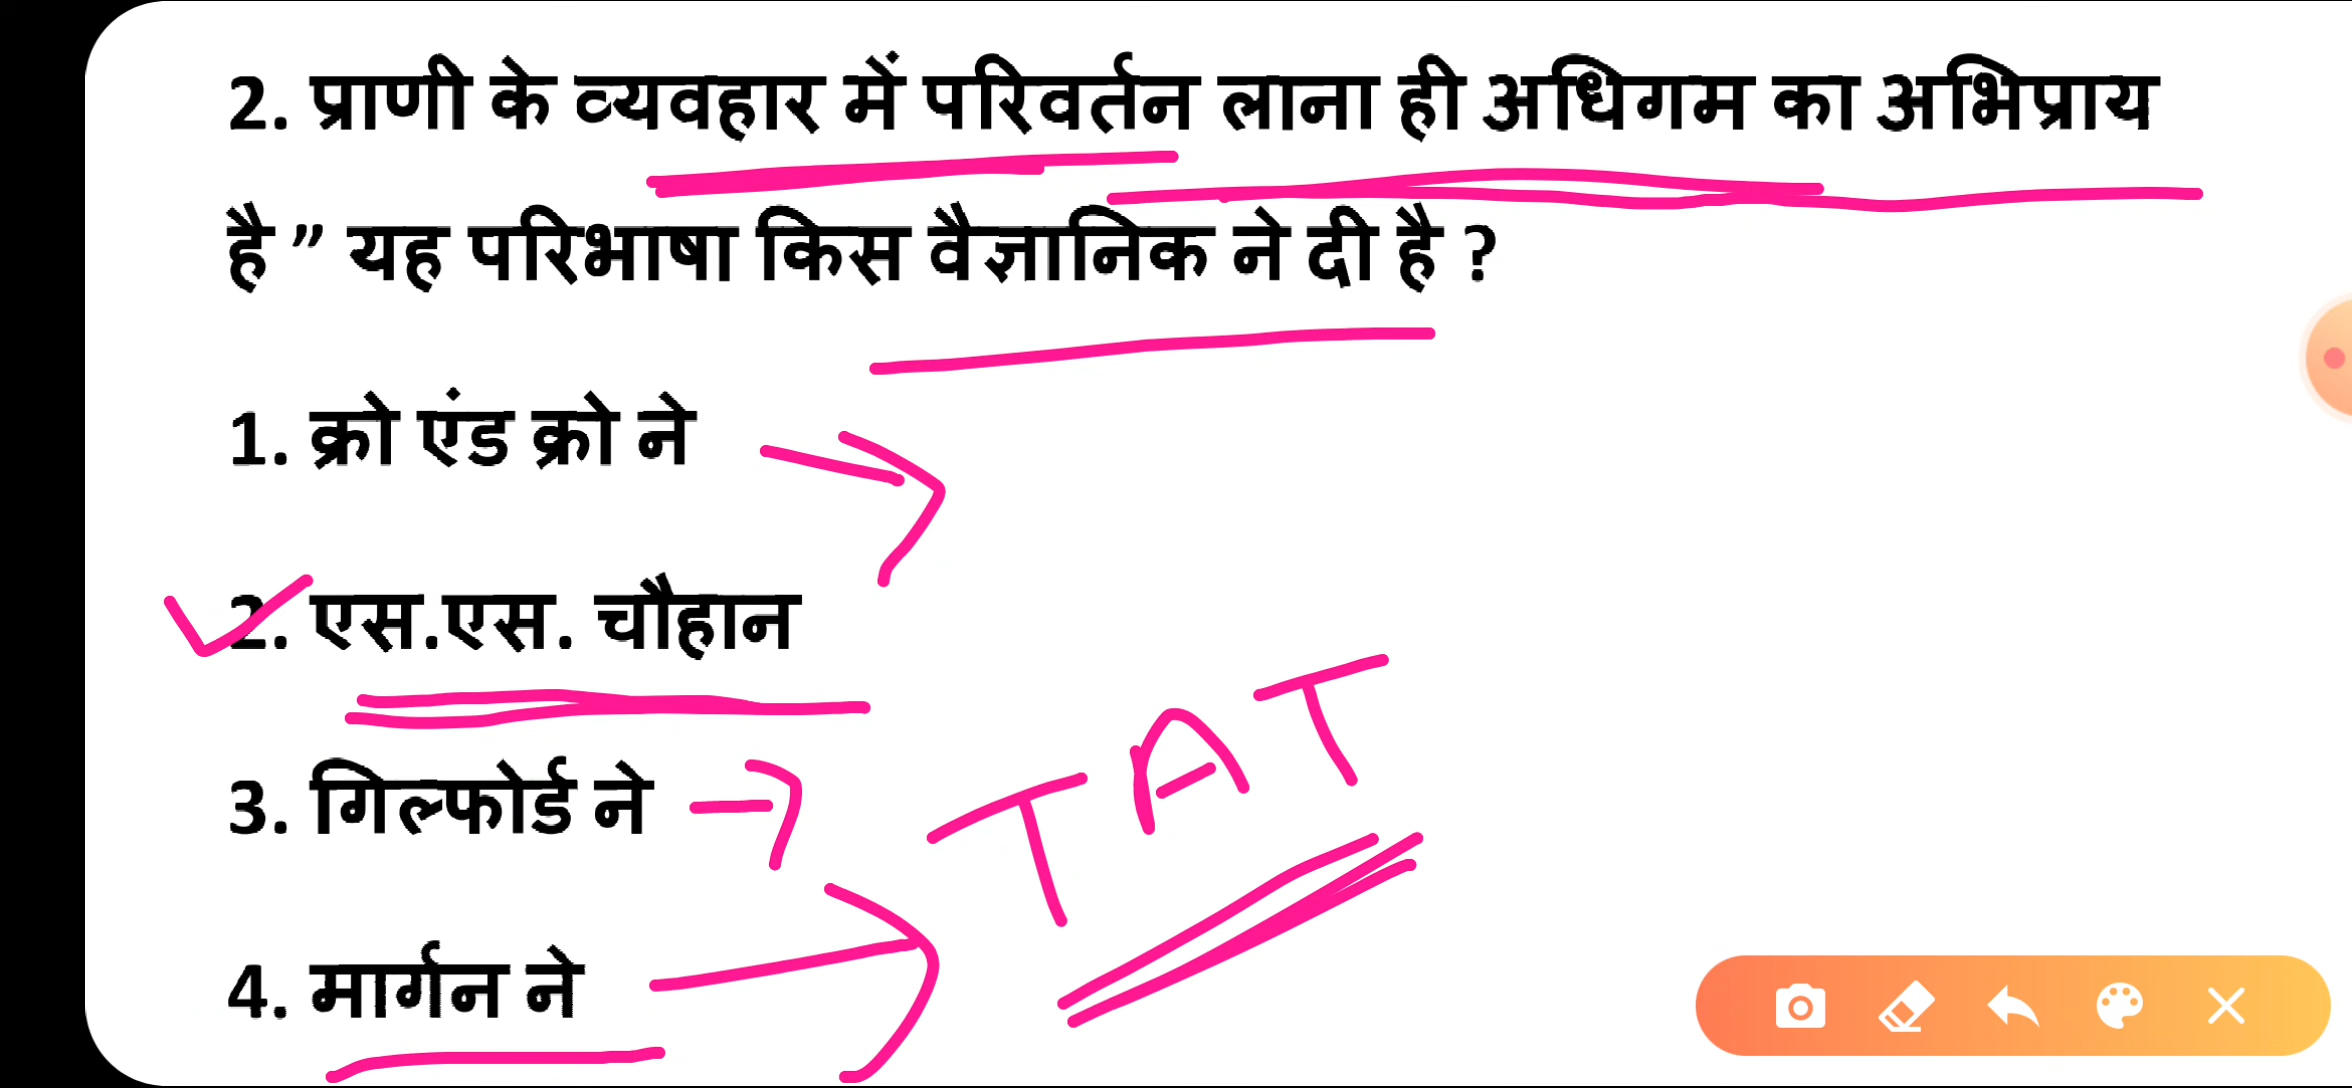 2. प्राणी के व्यवहार में परिवर्तन लाना ही अधिगम का अभिप्राय
है ” यह परिभाषा किस वैज्ञानिक ने दी है ?
1. क्रो एंड क्रो ने
2. एस.एस. चौहान
3. गिल्फोर्ड ने
4. मार्गन ने
TAT